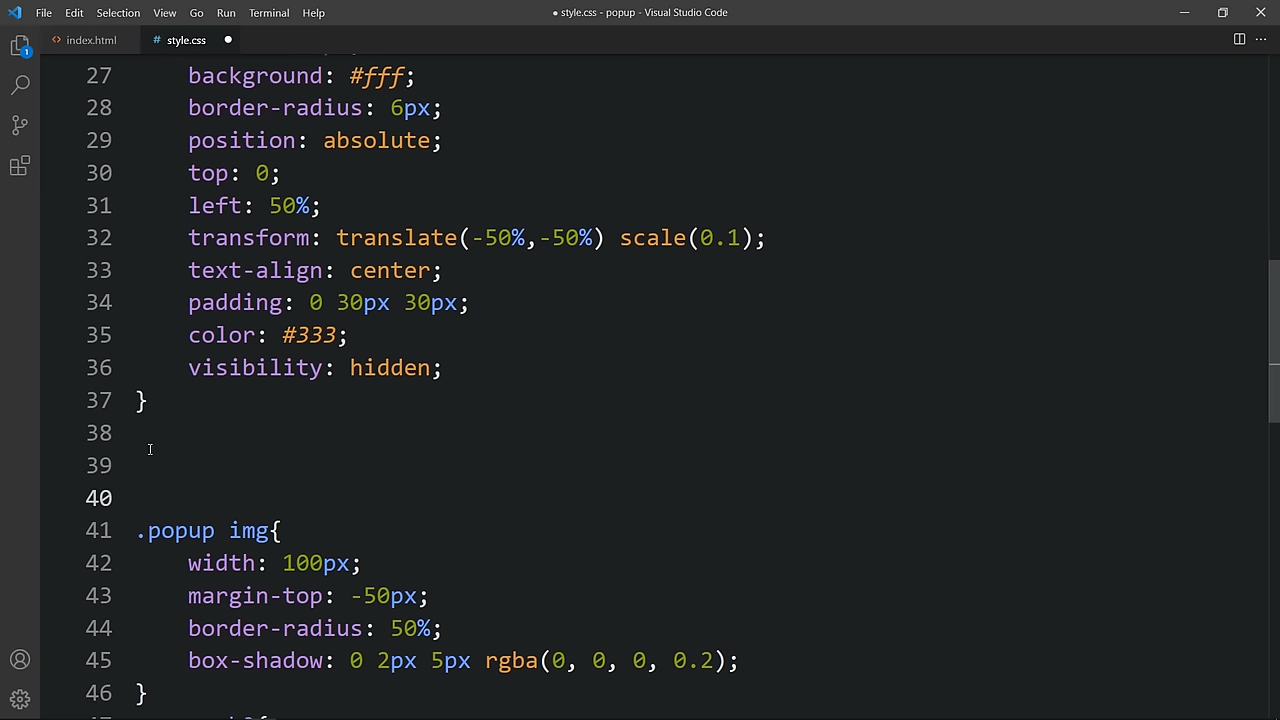 File Edit Selection View Go Run Terminal Help
● style.css - popup - Visual Studio Code
1
<> index.html
# style.css ●
27 background: #fff;
28 border-radius: 6px;
29 position: absolute;
30 top: 0;
31 left: 50%;
32 transform: translate(-50%,-50%) scale(0.1);
33 text-align: center;
34 padding: 0 30px 30px;
35 color: #333;
36 visibility: hidden;
37 }
38
39
40
41 .popup img{
42 width: 100px;
43 margin-top: -50px;
44 border-radius: 50%;
45 box-shadow: 0 2px 5px rgba(0, 0, 0, 0.2);
46 }